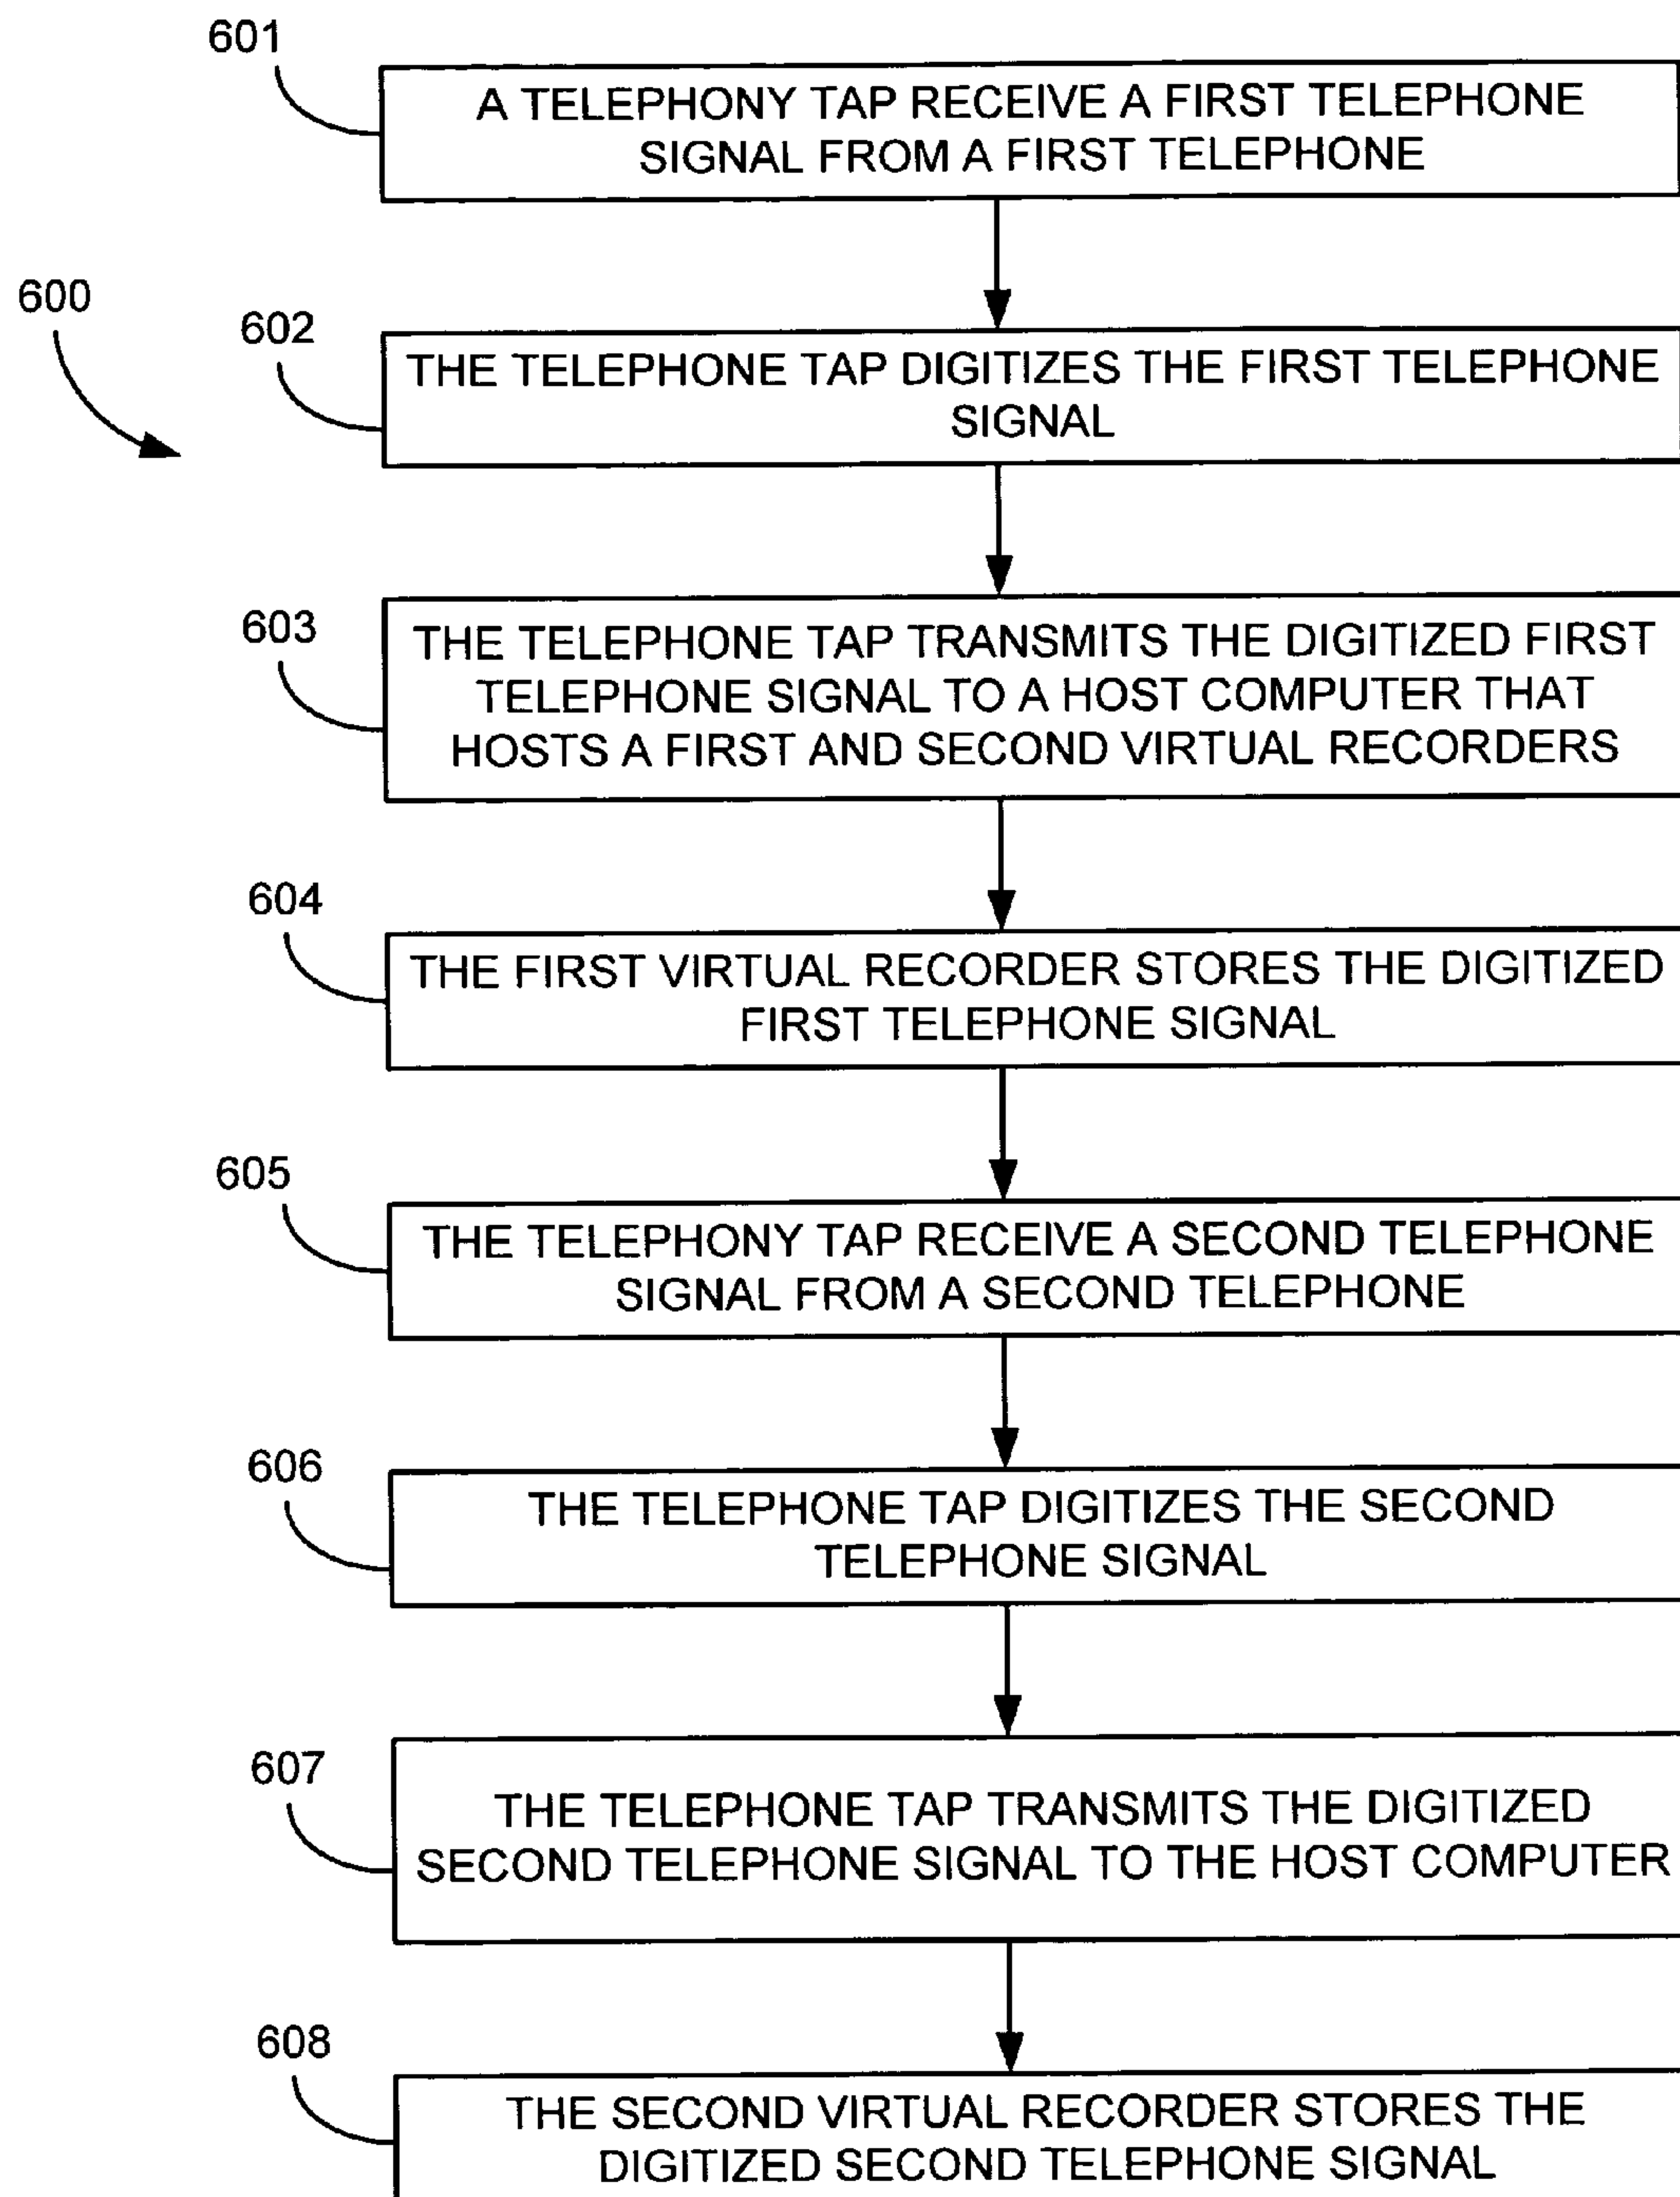 601
A TELEPHONY TAP RECEIVE A FIRST TELEPHONE
SIGNAL FROM A FIRST TELEPHONE
600
602
THE TELEPHONE TAP DIGITIZES THE FIRST TELEPHONE
SIGNAL
603
THE TELEPHONE TAP TRANSMITS THE DIGITIZED FIRST
TELEPHONE SIGNAL TO A HOST COMPUTER THAT
HOSTS A FIRST AND SECOND VIRTUAL RECORDERS
604
THE FIRST VIRTUAL RECORDER STORES THE DIGITIZED
FIRST TELEPHONE SIGNAL
605
THE TELEPHONY TAP RECEIVE A SECOND TELEPHONE
SIGNAL FROM A SECOND TELEPHONE
606
THE TELEPHONE TAP DIGITIZES THE SECOND
TELEPHONE SIGNAL
607
THE TELEPHONE TAP TRANSMITS THE DIGITIZED
SECOND TELEPHONE SIGNAL TO THE HOST COMPUTER
608
THE SECOND VIRTUAL RECORDER STORES THE
DIGITIZED SECOND TELEPHONE SIGNAL